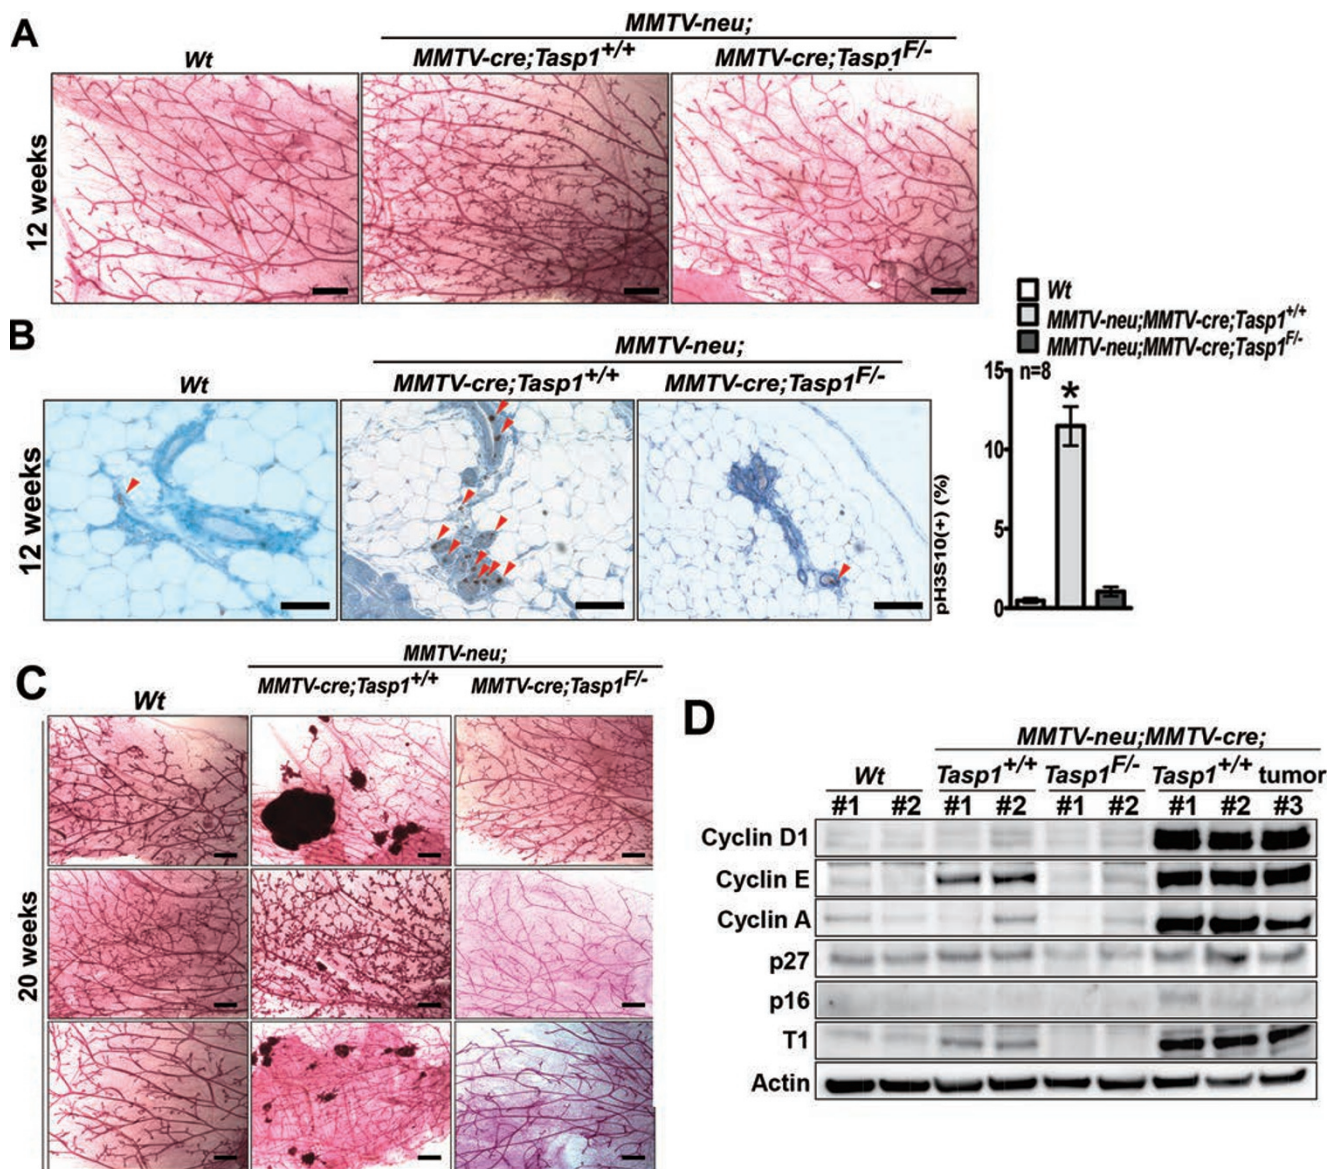 A
MMTV-neu;
Wt
MMTV-cre;Tasp1+/+
MMTV-cre;Tasp1F/-
12 weeks
B
MMTV-neu;
Wt
MMTV-cre;Tasp1+/+
MMTV-cre;Tasp1F/-
12 weeks
Wt
MMTV-neu;MMTV-cre;Tasp1+/+
MMTV-neu;MMTV-cre;Tasp1F/-
pH3S10(+) (%)
15
10
5
0
n=8
*
C
MMTV-neu;
Wt
MMTV-cre;Tasp1+/+
MMTV-cre;Tasp1F/-
20 weeks
D
MMTV-neu;MMTV-cre;
Wt Tasp1+/+ Tasp1F/- Tasp1+/+ tumor
#1 #2 #1 #2 #1 #2 #1 #2 #3
Cyclin D1
Cyclin E
Cyclin A
p27
p16
T1
Actin